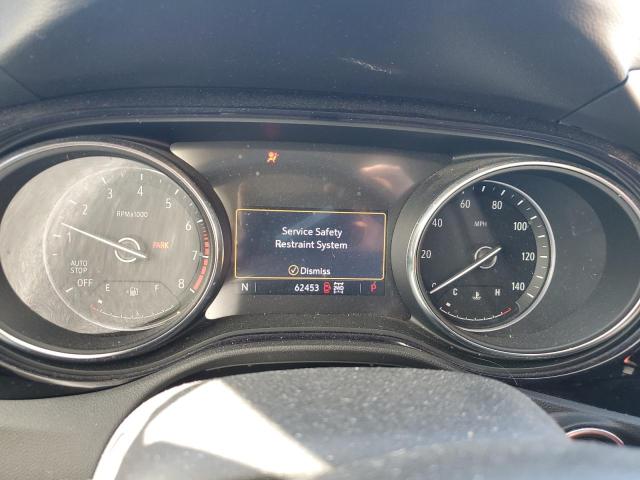 1 2 3 4 5 6 7 8
RPMx1000
PARK
AUTO
STOP
OFF
E F
Service Safety
Restraint System
Dismiss
N 62453 P
20 40 60 80 100 120 140
MPH
C H